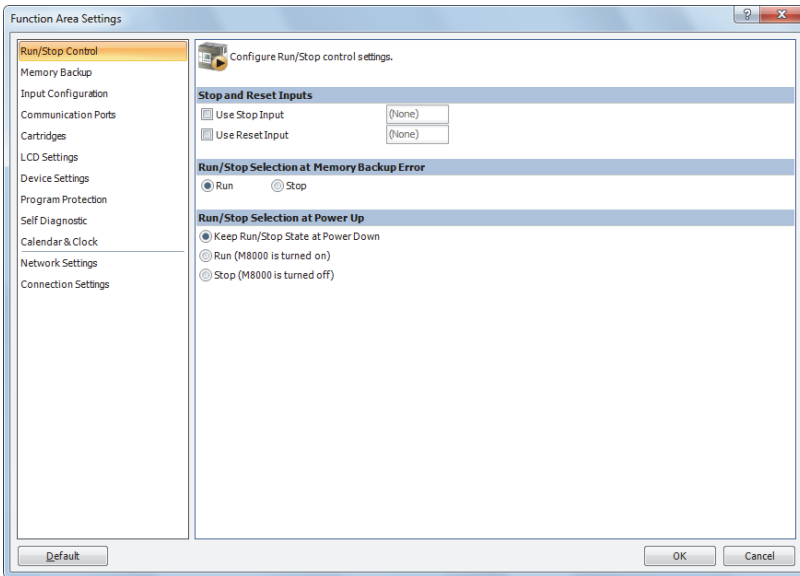 Function Area Settings
Run/Stop Control
Memory Backup
Input Configuration
Communication Ports
Cartridges
LCD Settings
Device Settings
Program Protection
Self Diagnostic
Calendar & Clock
Network Settings
Connection Settings
Configure Run/Stop control settings.
Stop and Reset Inputs
Use Stop Input (None)
Use Reset Input (None)
Run/Stop Selection at Memory Backup Error
Run Stop
Run/Stop Selection at Power Up
Keep Run/Stop State at Power Down
Run (M8000 is turned on)
Stop (M8000 is turned off)
Default OK Cancel